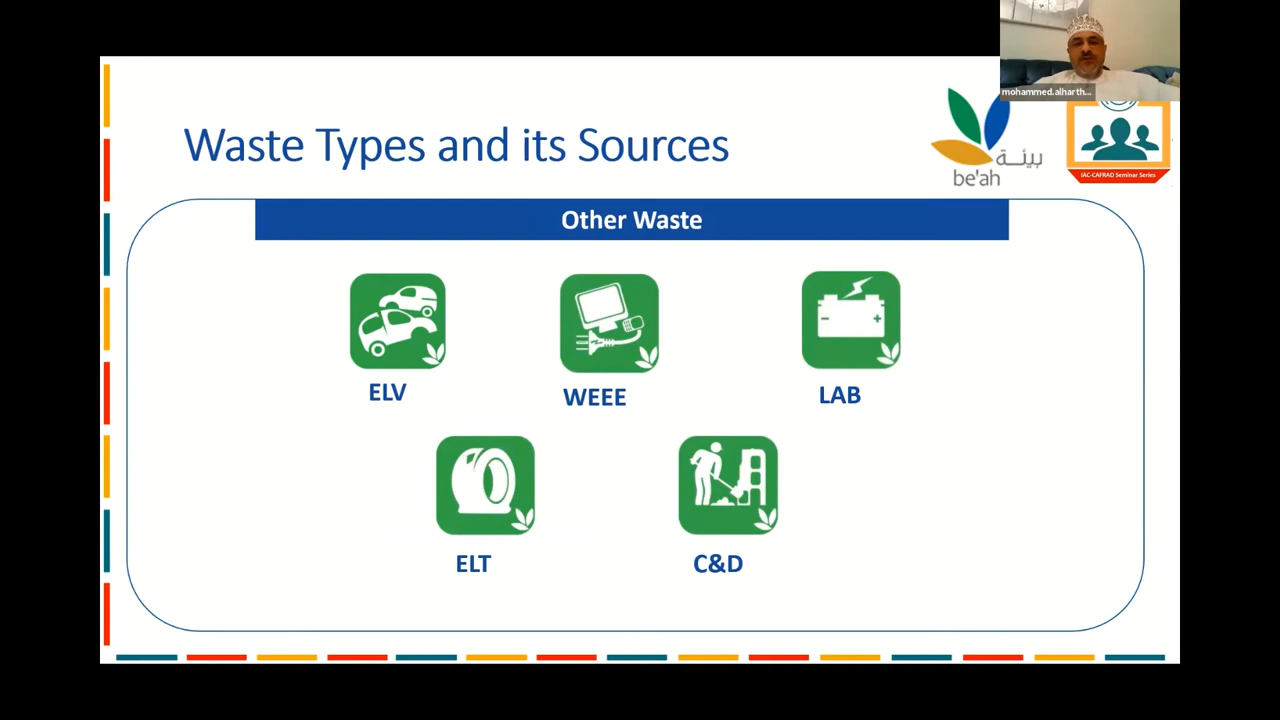 mohammed.alharth...
Waste Types and its Sources
بيئـة
be'ah
IAC-CAFRAD Seminar Series
Other Waste
ELV
WEEE
LAB
ELT
C&D